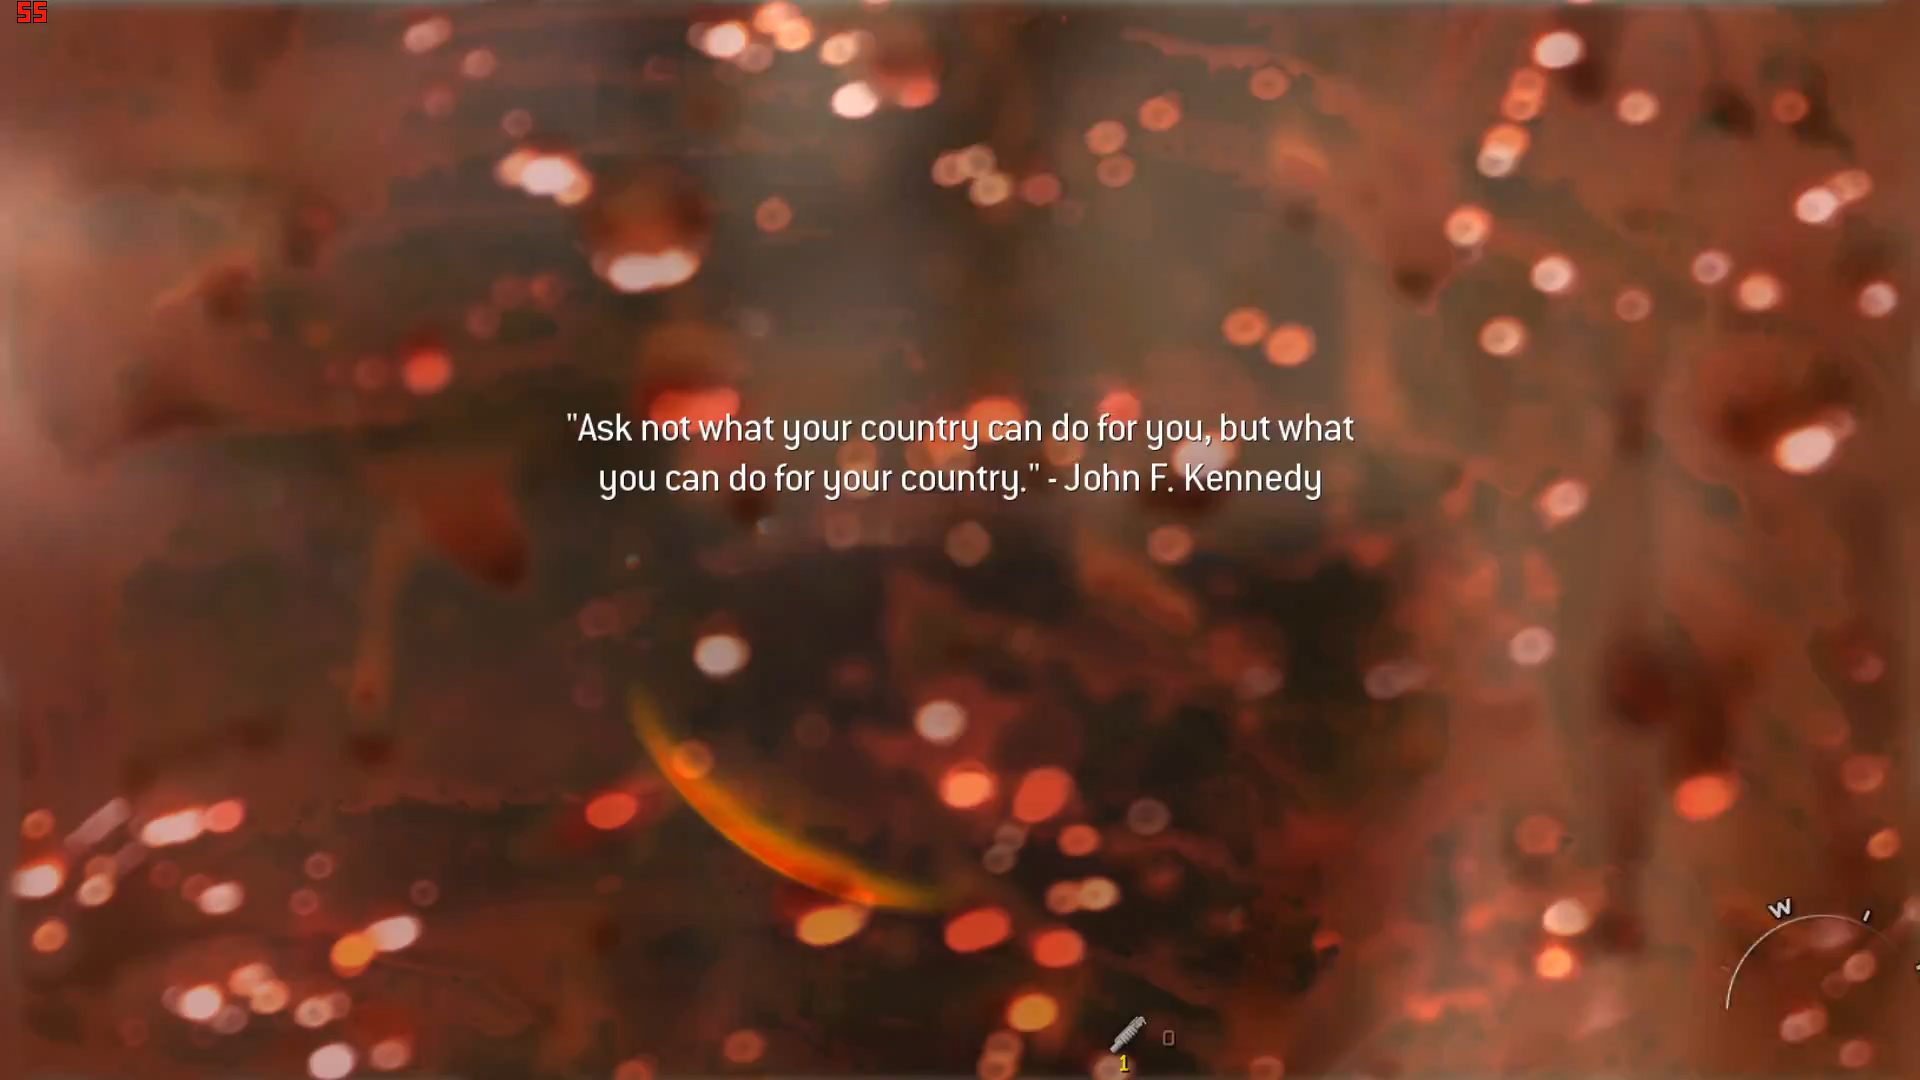 55
"Ask not what your country can do for you, but what
you can do for your country." - John F. Kennedy
W
0
1